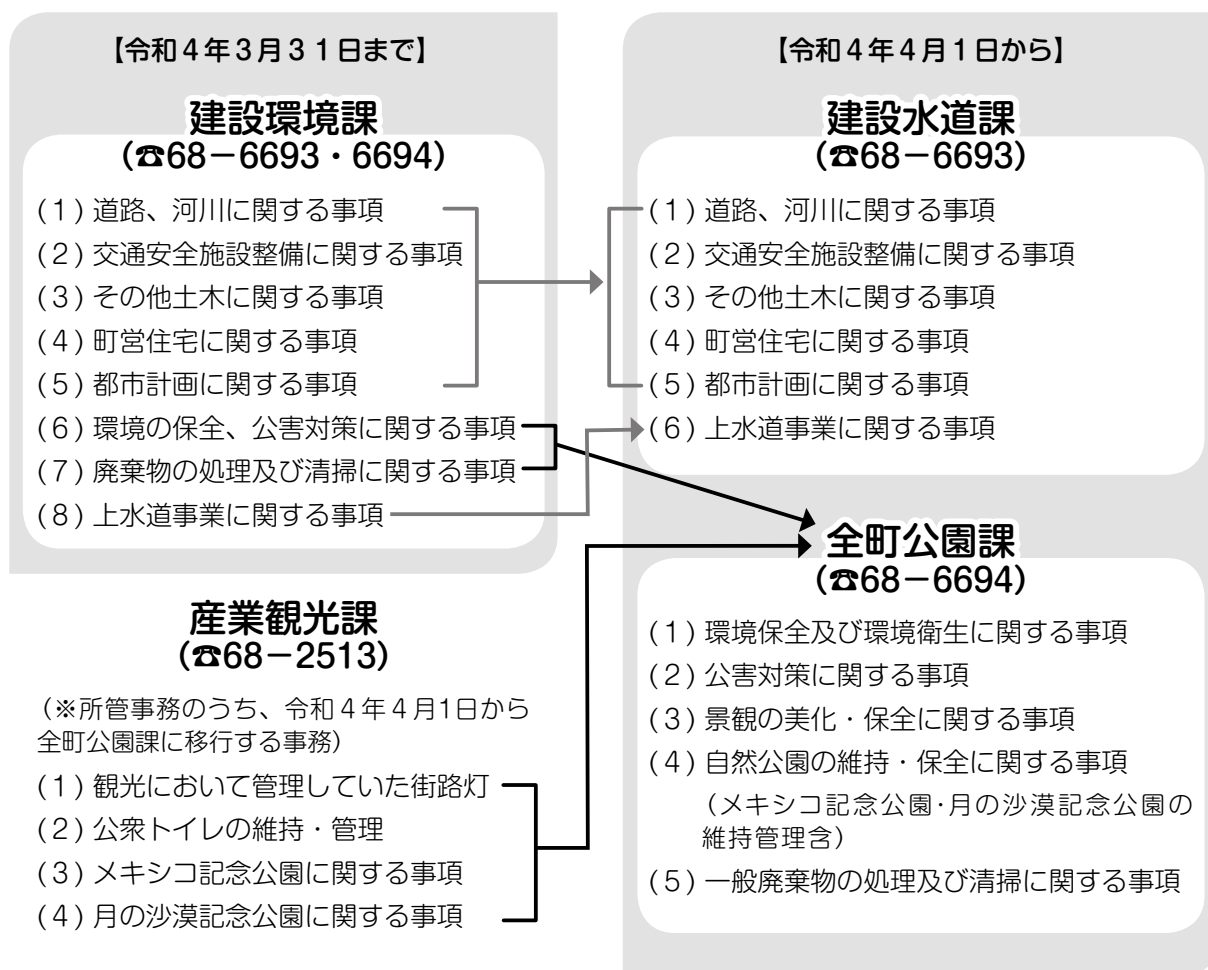 【令和4年3月31日まで】
建設環境課
(☎68-6693・6694)
(1) 道路、河川に関する事項
(2) 交通安全施設整備に関する事項
(3) その他土木に関する事項
(4) 町営住宅に関する事項
(5) 都市計画に関する事項
(6) 環境の保全、公害対策に関する事項
(7) 廃棄物の処理及び清掃に関する事項
(8) 上水道事業に関する事項
産業観光課
(☎68-2513)
(※所管事務のうち、令和4年4月1日から
全町公園課に移行する事務)
(1) 観光において管理していた街路灯
(2) 公衆トイレの維持・管理
(3) メキシコ記念公園に関する事項
(4) 月の沙漠記念公園に関する事項
【令和4年4月1日から】
建設水道課
(☎68-6693)
(1) 道路、河川に関する事項
(2) 交通安全施設整備に関する事項
(3) その他土木に関する事項
(4) 町営住宅に関する事項
(5) 都市計画に関する事項
(6) 上水道事業に関する事項
全町公園課
(☎68-6694)
(1) 環境保全及び環境衛生に関する事項
(2) 公害対策に関する事項
(3) 景観の美化・保全に関する事項
(4) 自然公園の維持・保全に関する事項
(メキシコ記念公園・月の沙漠記念公園の
維持管理含)
(5) 一般廃棄物の処理及び清掃に関する事項